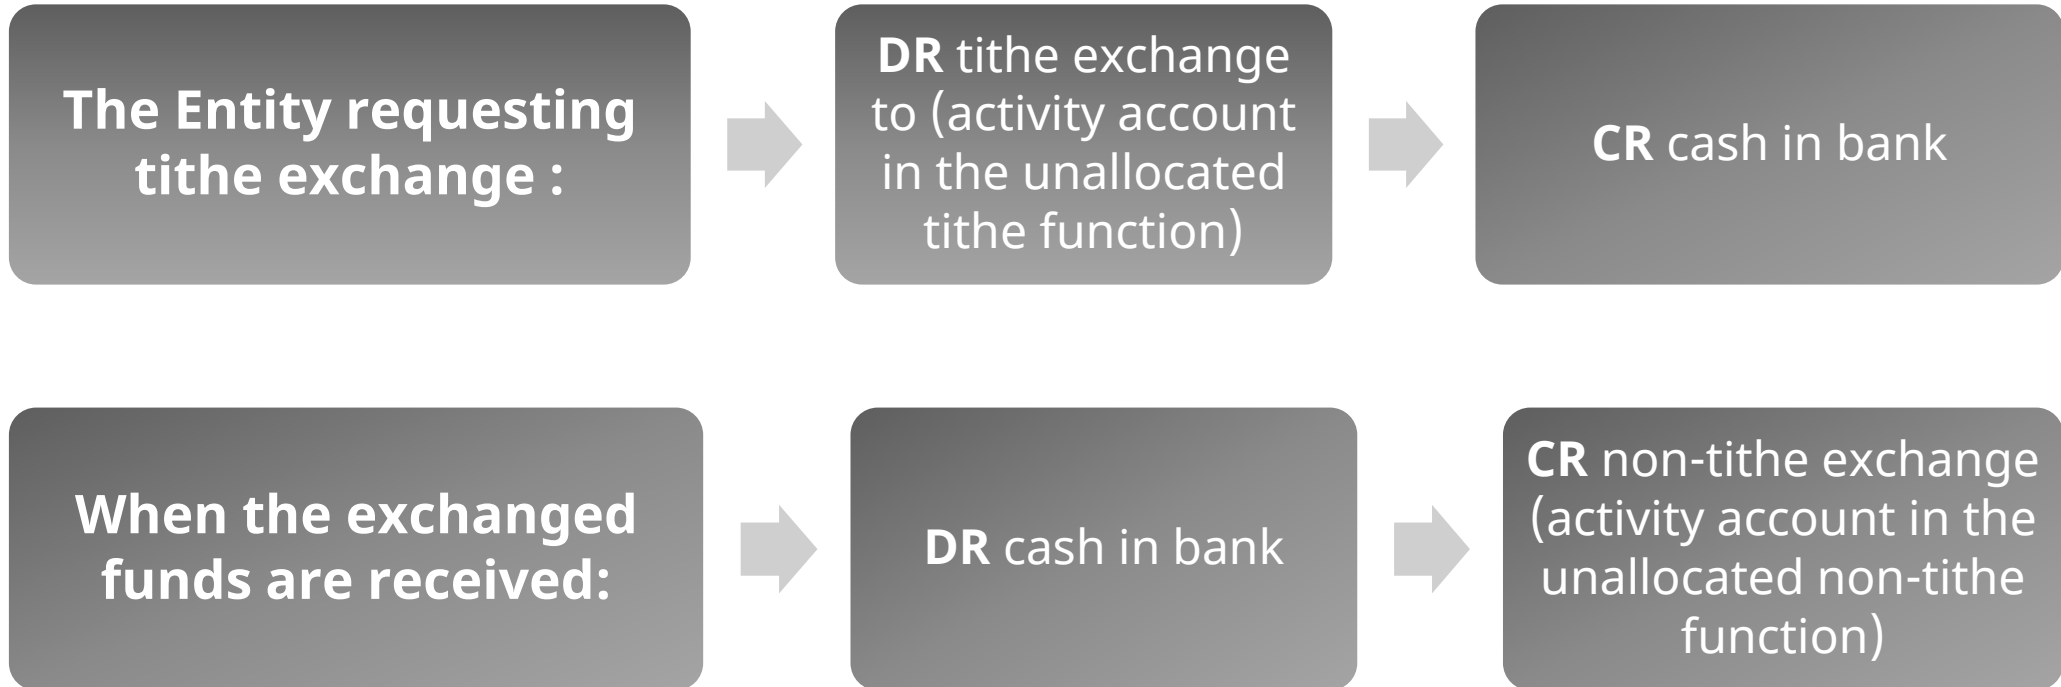 The Entity requesting
tithe exchange :
DR tithe exchange
to (activity account
in the unallocated
tithe function)
CR cash in bank
When the exchanged
funds are received:
DR cash in bank
CR non-tithe exchange
(activity account in the
unallocated non-tithe
function)